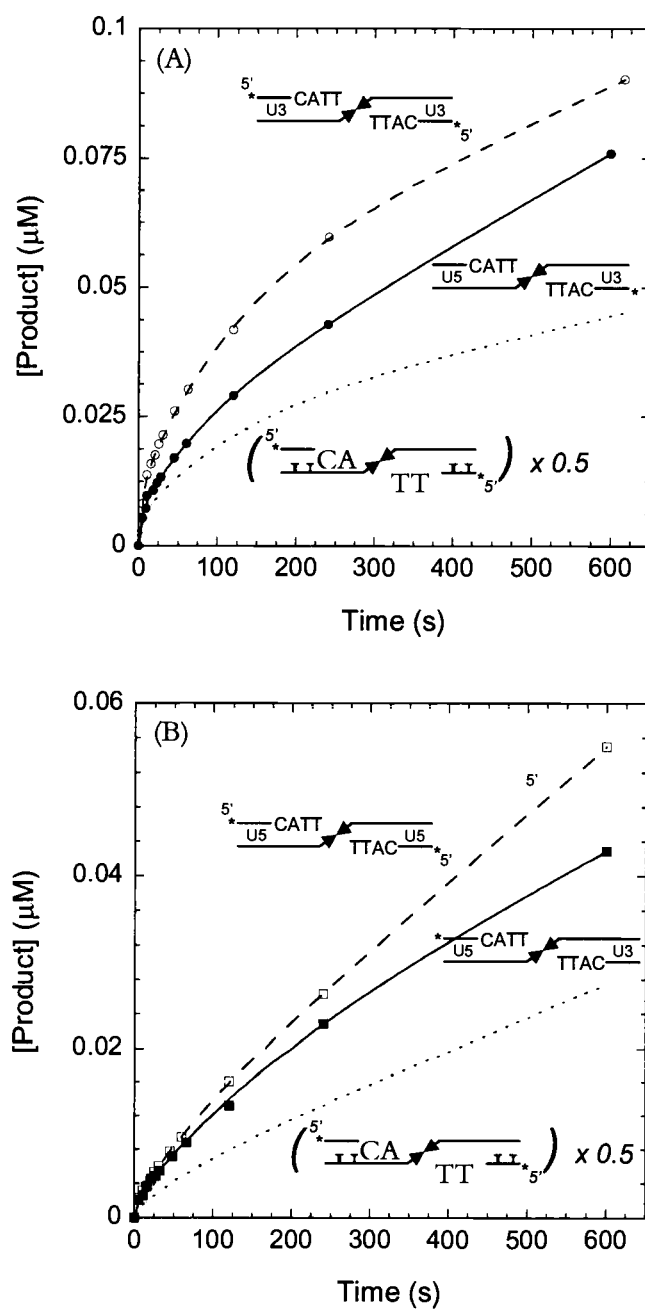 (A)
[Product] (μM)
0.1
0.075
0.05
0.025
0
5'
*
CATT
U3
U3
TTAC
*5'
CATT
U5
U3
TTAC
*
5'
*
CA
TT
*5'
x 0.5
0 100 200 300 400 500 600
Time (s)
(B)
[Product] (μM)
0.06
0.04
0.02
0
5'
5'
*
CATT
U5
U5
TTAC
*5'
*
CATT
U5
U3
TTAC
5'
*
CA
TT
*5'
x 0.5
0 100 200 300 400 500 600
Time (s)